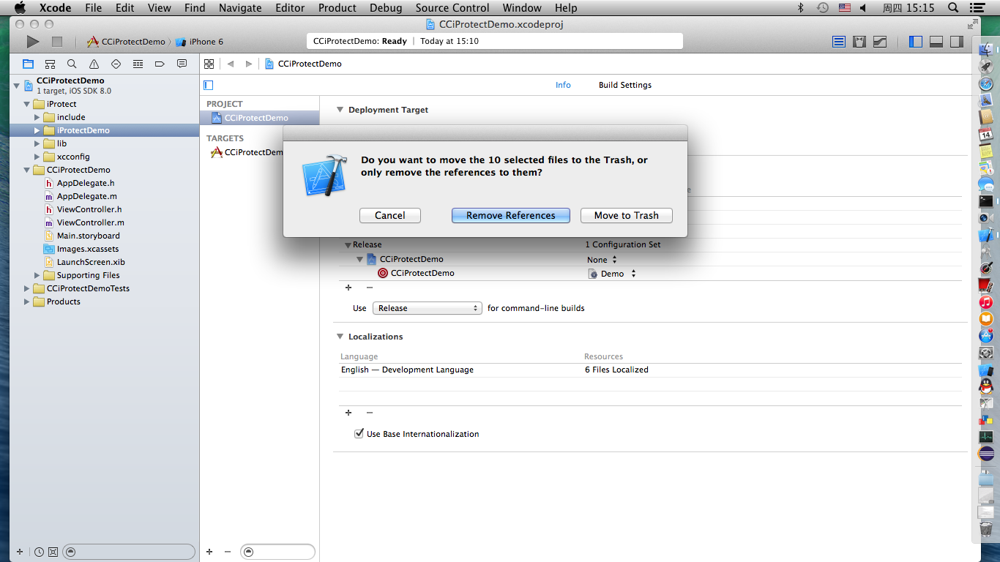 Xcode File Edit View Find Navigate Editor Product Debug Source Control Window Help 周四 15:15
CCiProtectDemo.xcodeproj
CCiProtectDemo iPhone 6
CCiProtectDemo: Ready Today at 15:10
CCiProtectDemo
1 target, iOS SDK 8.0
iProtect
include
iProtectDemo
lib
xcconfig
CCiProtectDemo
AppDelegate.h
AppDelegate.m
ViewController.h
ViewController.m
Main.storyboard
Images.xcassets
LaunchScreen.xib
Supporting Files
CCiProtectDemoTests
Products
CCiProtectDemo
Info Build Settings
PROJECT
CCiProtectDemo
TARGETS
CCiProtectDem
Deployment Target
Do you want to move the 10 selected files to the Trash, or
only remove the references to them?
Cancel Remove References Move to Trash
Release 1 Configuration Set
CCiProtectDemo None
CCiProtectDemo Demo
+ −
Use Release for command-line builds
Localizations
Language Resources
English — Development Language 6 Files Localized
+ −
Use Base Internationalization
14